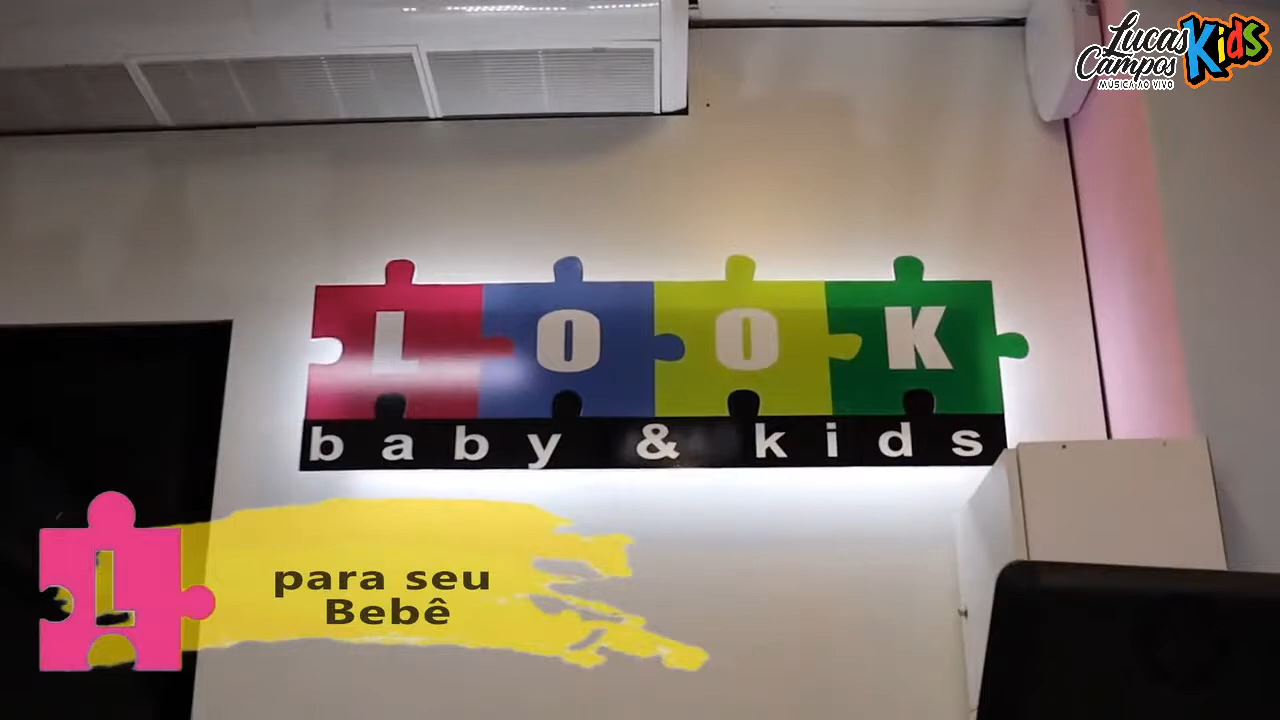 Lucas
Campos Kids
MÚSICA AO VIVO
LOOK
baby & kids
L
para seu
Bebê